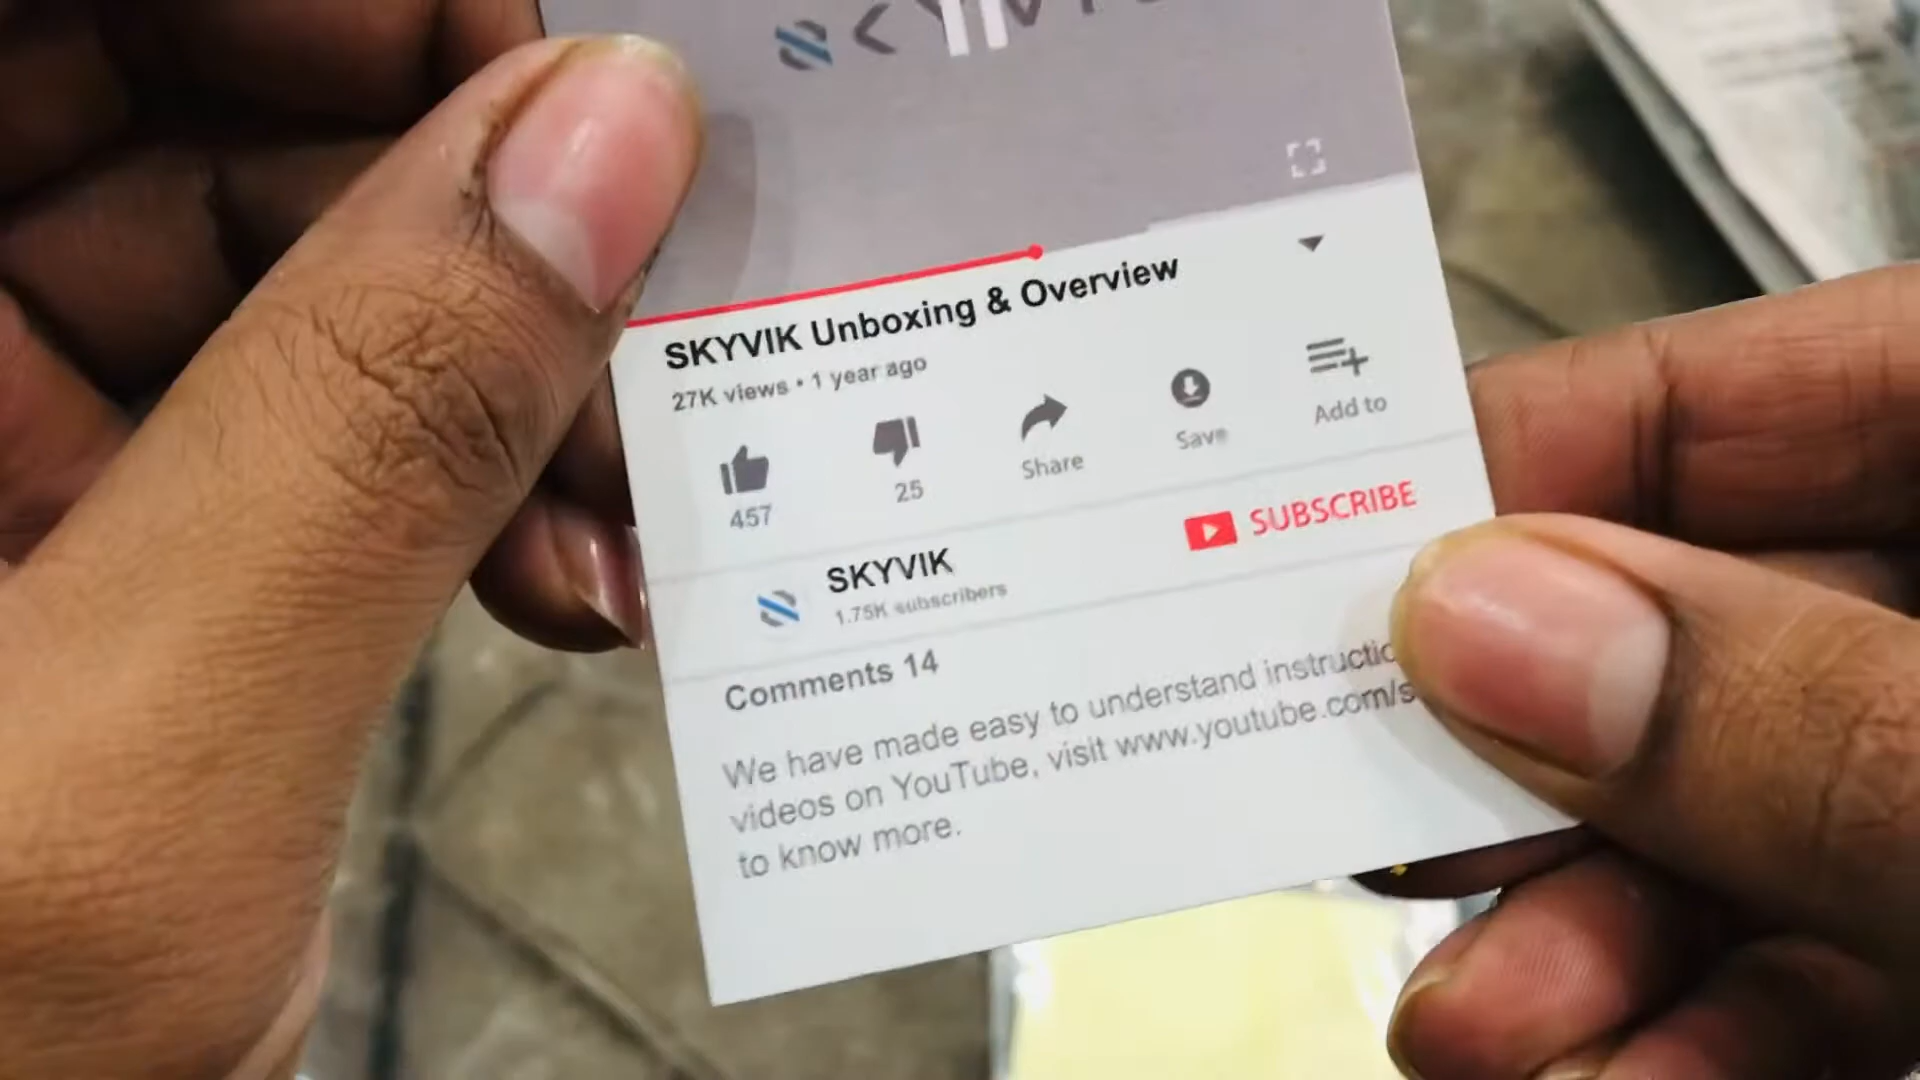 SKYVIK Unboxing & Overview
27K views • 1 year ago
457
25
Share
Save
Add to
SKYVIK
1.75K subscribers
SUBSCRIBE
Comments 14
We have made easy to understand
videos on YouTube, visit
to know more.